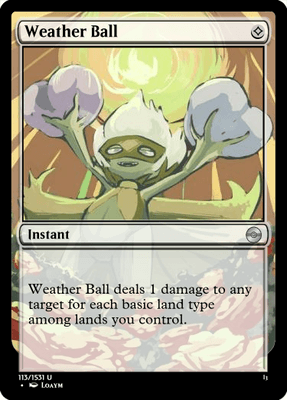 Weather Ball
Instant
Weather Ball deals 1 damage to any
target for each basic land type
among lands you control.
113/1531 U
• Loaym